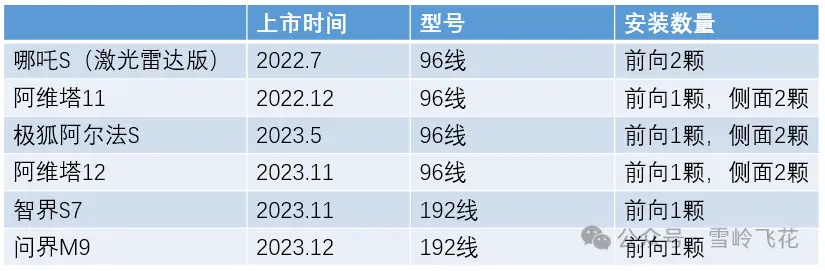 上市时间 型号 安装数量
哪吒S（激光雷达版） 2022.7 96线 前向2颗
阿维塔11 2022.12 96线 前向1颗，侧面2颗
极狐阿尔法S 2023.5 96线 前向1颗，侧面2颗
阿维塔12 2023.11 96线 前向1颗，侧面2颗
智界S7 2023.11 192线 前向1颗
问界M9 2023.12 192线 前向1颗
公众号·雪岭飞花